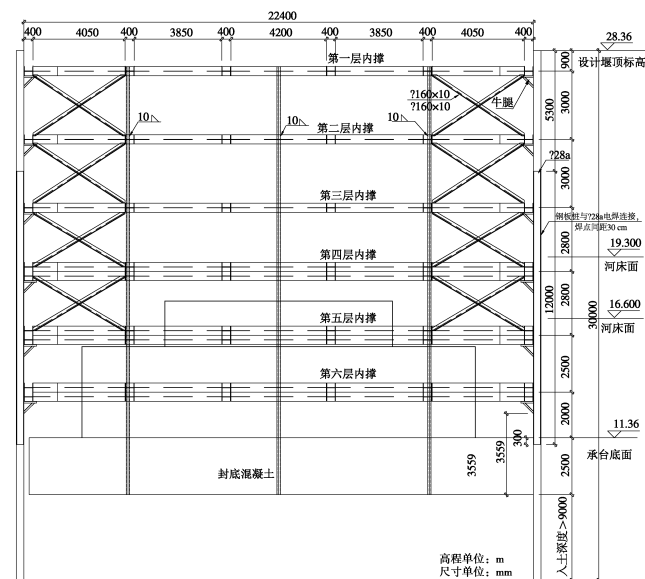 22400
400
4050
400
3850
400
4200
400
3850
400
4050
400
28.36
设计堰顶标高
第一层内撑
900
3000
5300
?160×10
?160×10
牛腿
10
10
10
第二层内撑
?28a
3000
第三层内撑
钢板桩与?28a电焊连接，
焊点间距30 cm
2800
19.300
河床面
第四层内撑
12000
2800
30000
16.600
河床面
第五层内撑
2500
第六层内撑
2000
11.36
承台底面
300
3559
3559
2500
封底混凝土
入土深度>9000
高程单位：m
尺寸单位：mm